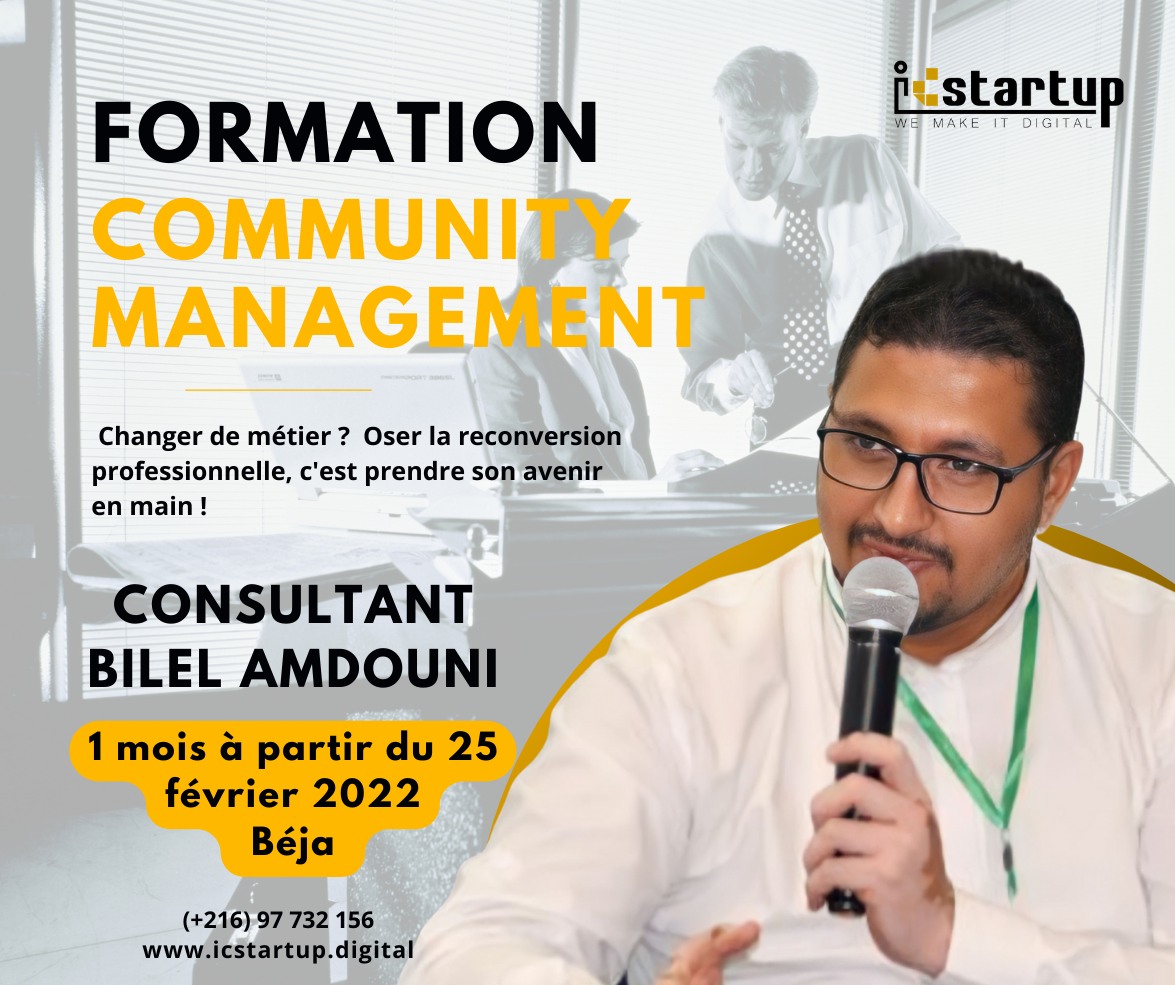 icstartup
WE MAKE IT DIGITAL
FORMATION
COMMUNITY
MANAGEMENT
Changer de métier ? Oser la reconversion
professionnelle, c'est prendre son avenir
en main !
CONSULTANT
BILEL AMDOUNI
1 mois à partir du 25
février 2022
Béja
(+216) 97 732 156
www.icstartup.digital